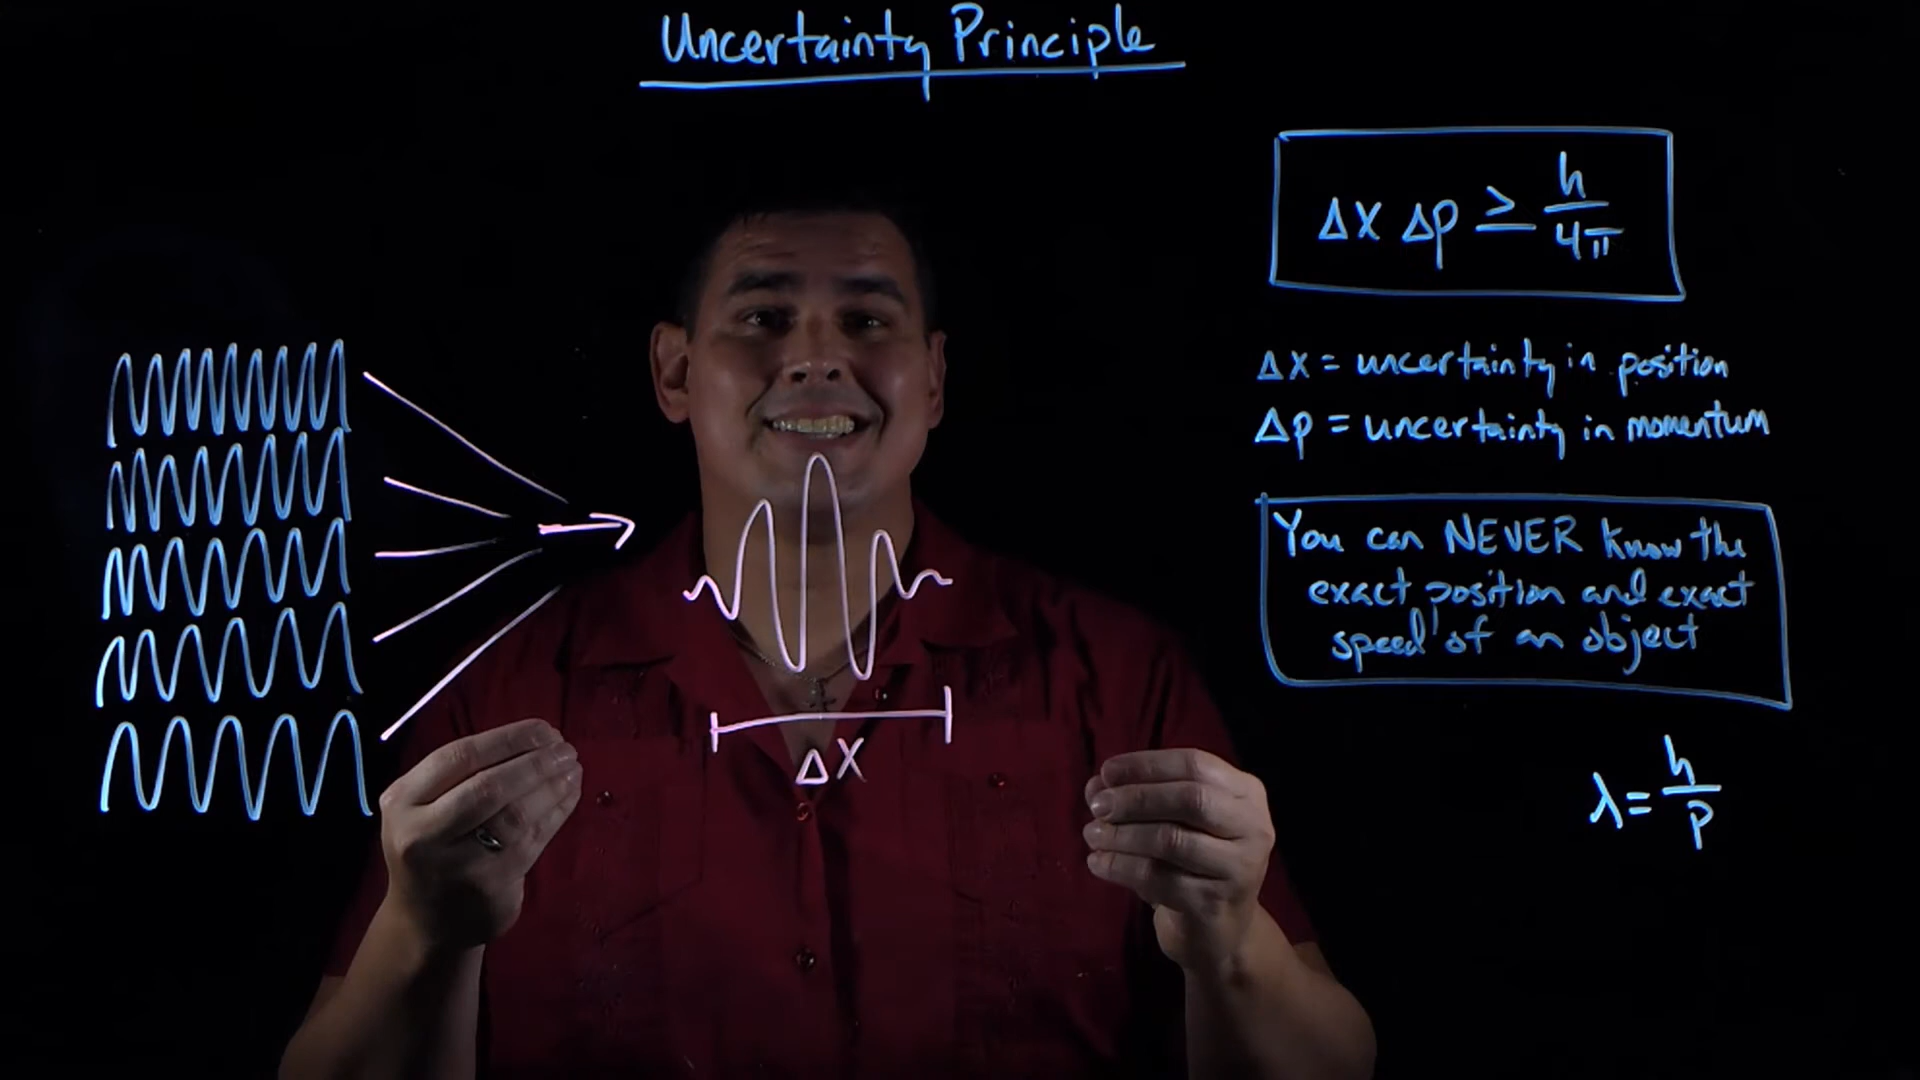 Uncertainty Principle
Δx Δp ≥ h/4π
Δx = uncertainty in position
Δp = uncertainty in momentum
You can NEVER know the
exact position and exact
speed of an object
Δx
λ = h/p